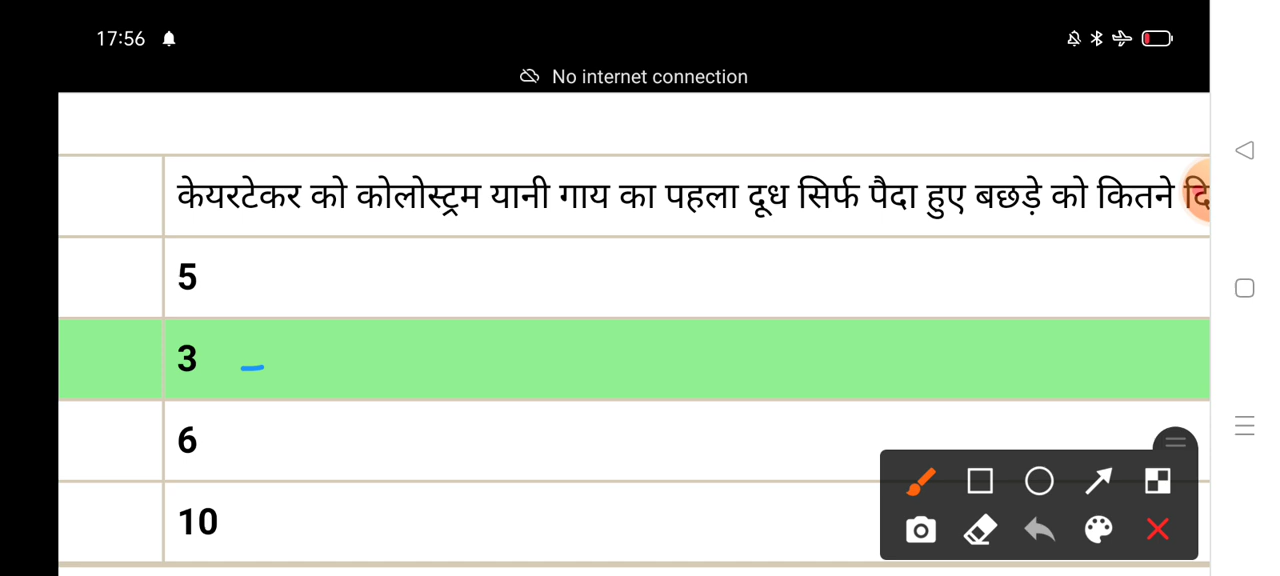 17:56
No internet connection
केयरटेकर को कोलोस्ट्रम यानी गाय का पहला दूध सिर्फ पैदा हुए बछड़े को कितने
5
3
6
10